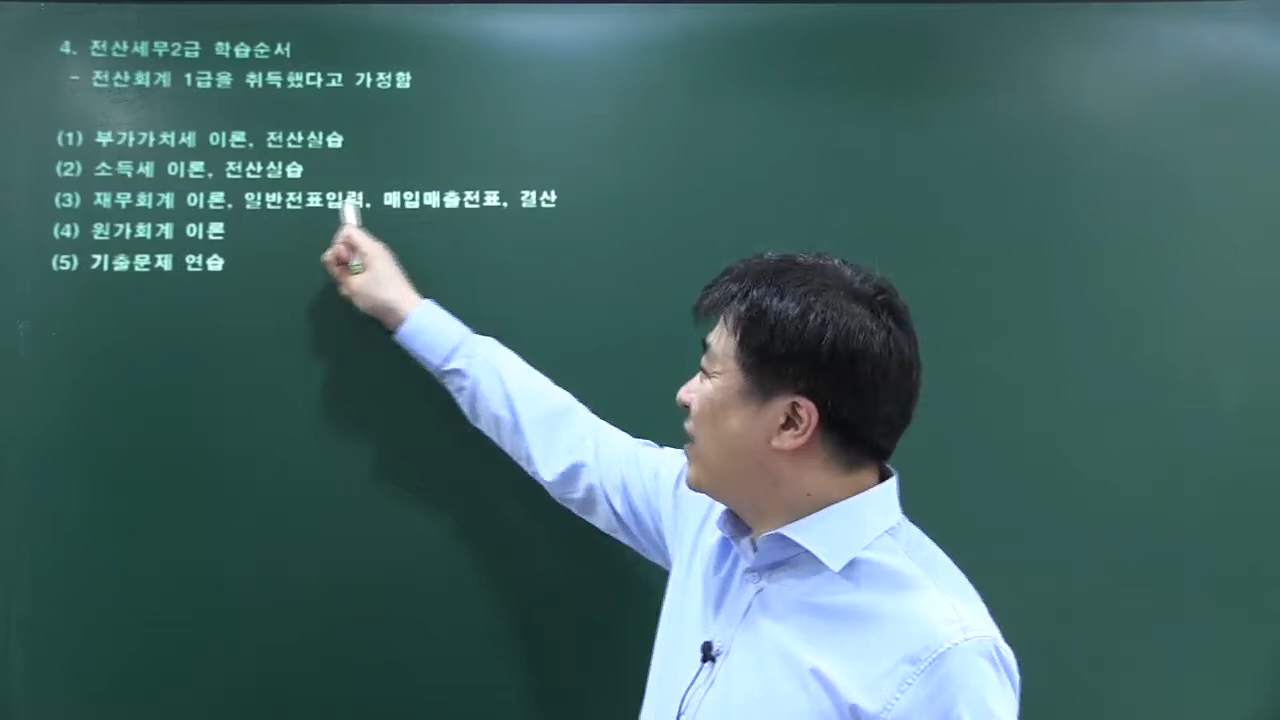 4. 전산세무2급 학습순서
- 전산회계 1급을 취득했다고 가정함
(1) 부가가치세 이론, 전산실습
(2) 소득세 이론, 전산실습
(3) 재무회계 이론, 일반전표입력, 매입매출전표, 결산
(4) 원가회계 이론
(5) 기출문제 연습